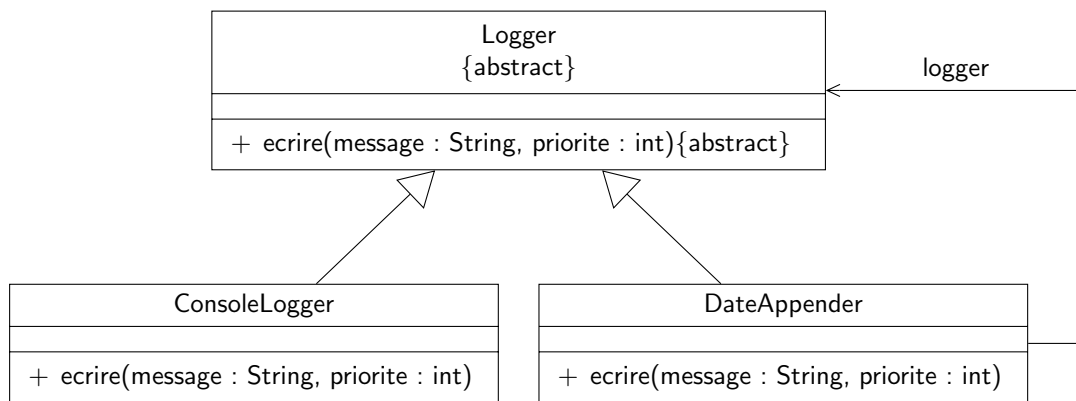 Logger
{abstract}
logger
+ ecrire(message : String, priorite : int){abstract}
ConsoleLogger
DateAppender
+ ecrire(message : String, priorite : int)
+ ecrire(message : String, priorite : int)